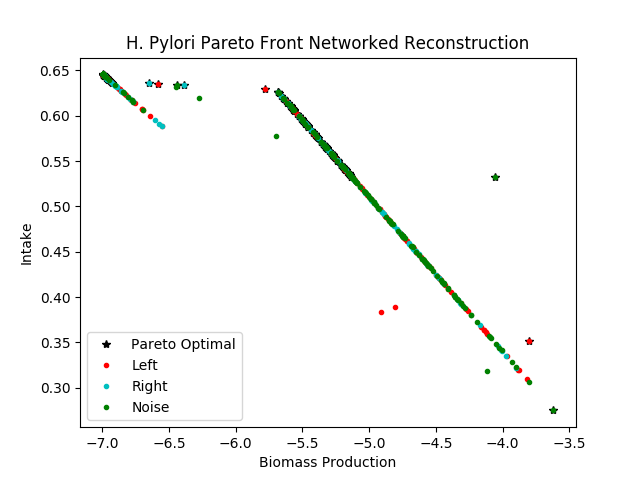 H. Pylori Pareto Front Networked Reconstruction
0.65
0.60
0.55
0.50
0.45
0.40
0.35
0.30
Intake
Pareto Optimal
Left
Right
Noise
−7.0 −6.5 −6.0 −5.5 −5.0 −4.5 −4.0 −3.5
Biomass Production